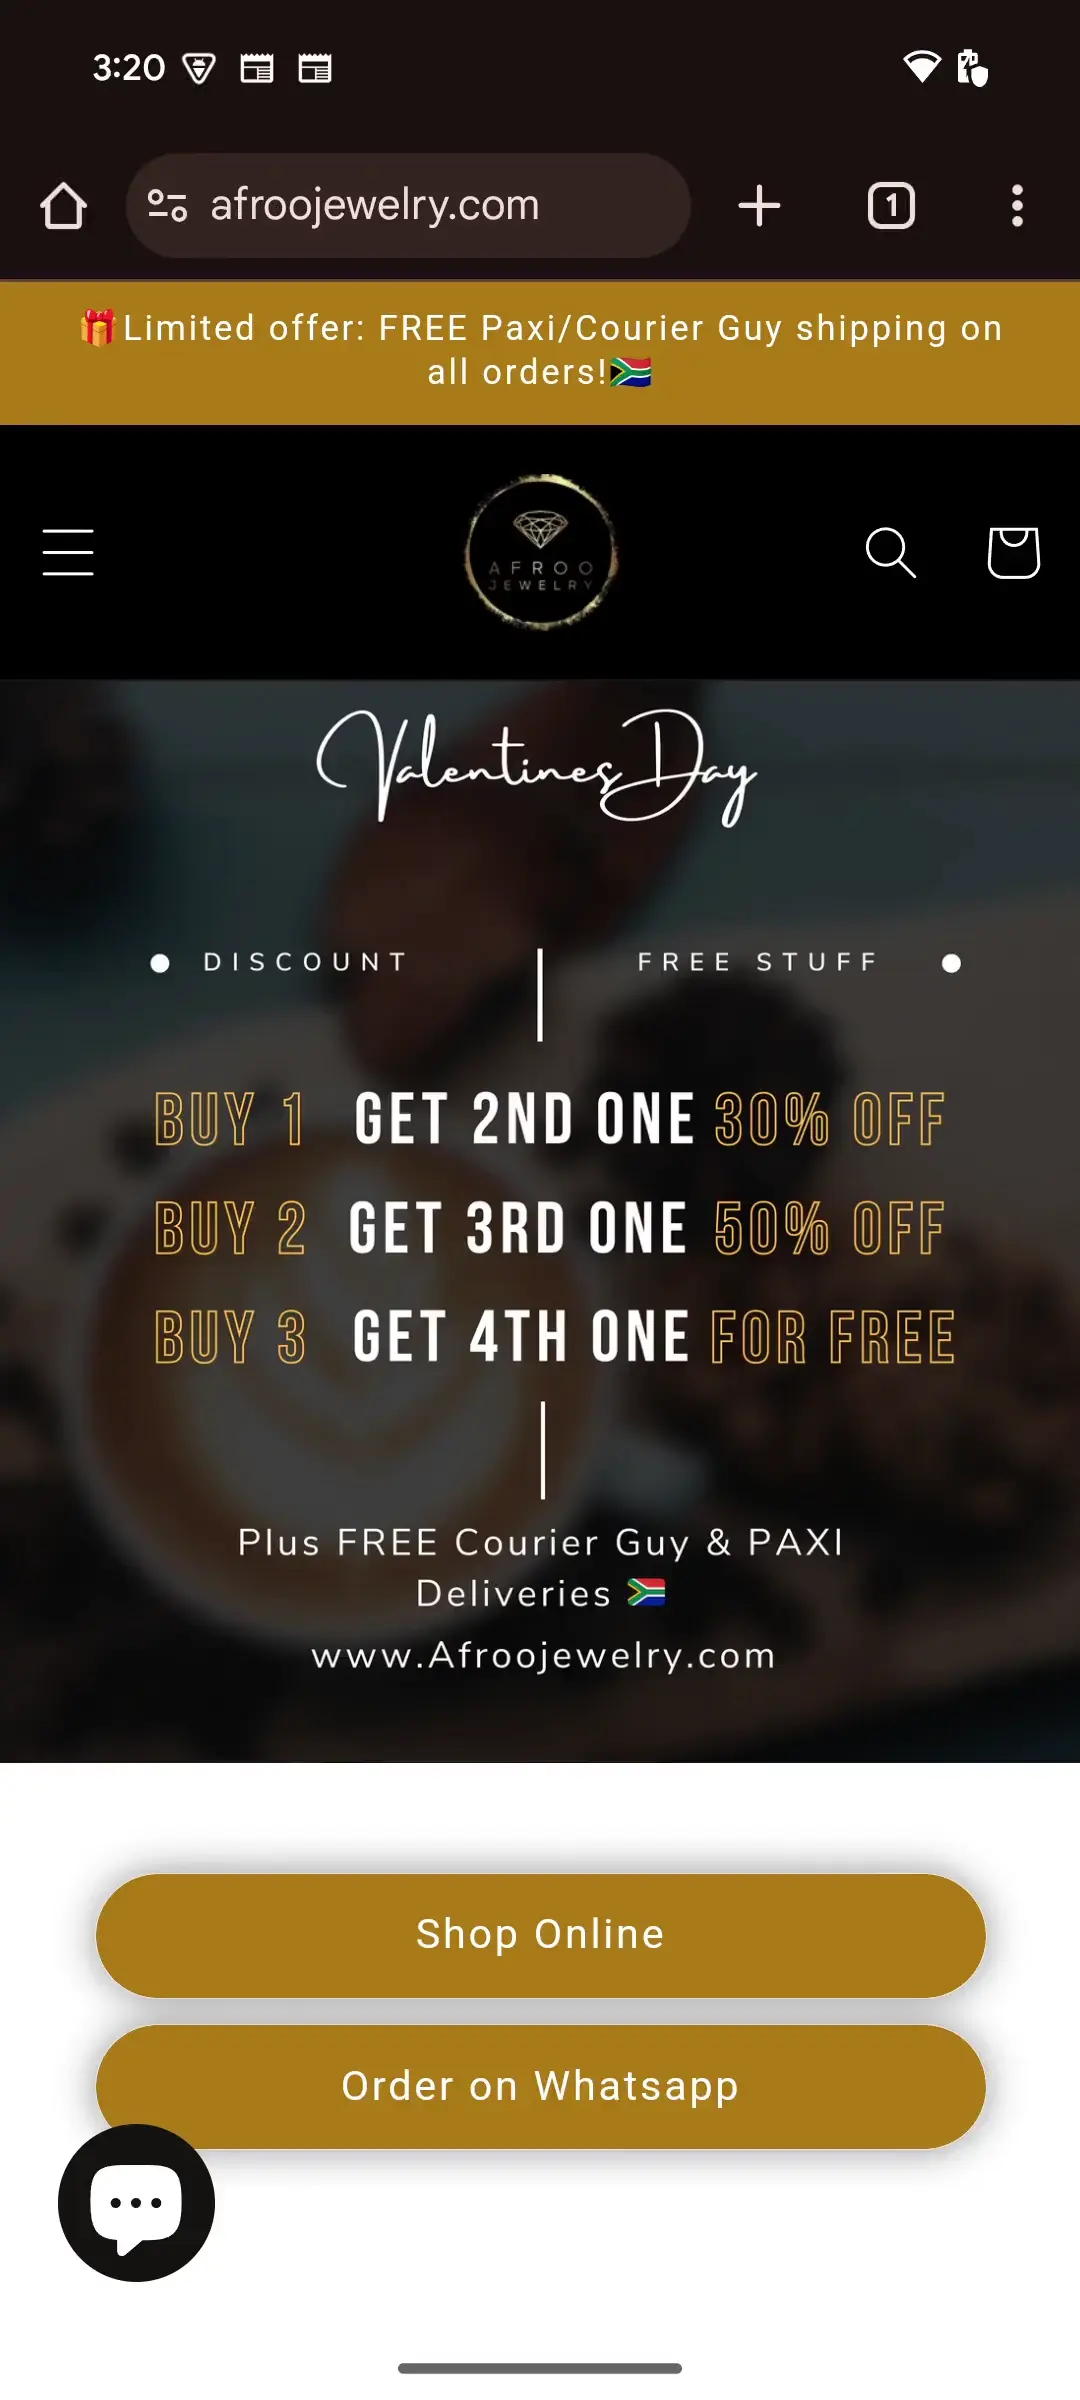 3:20
afroojewelry.com
1
🎁Limited offer: FREE Paxi/Courier Guy shipping on
all orders!🇿🇦
AFROO
JEWELRY
Valentines Day
DISCOUNT
FREE STUFF
BUY 1 GET 2ND ONE 30% OFF
BUY 2 GET 3RD ONE 50% OFF
BUY 3 GET 4TH ONE FOR FREE
Plus FREE Courier Guy & PAXI
Deliveries 🇿🇦
www.Afroojewelry.com
Shop Online
Order on Whatsapp